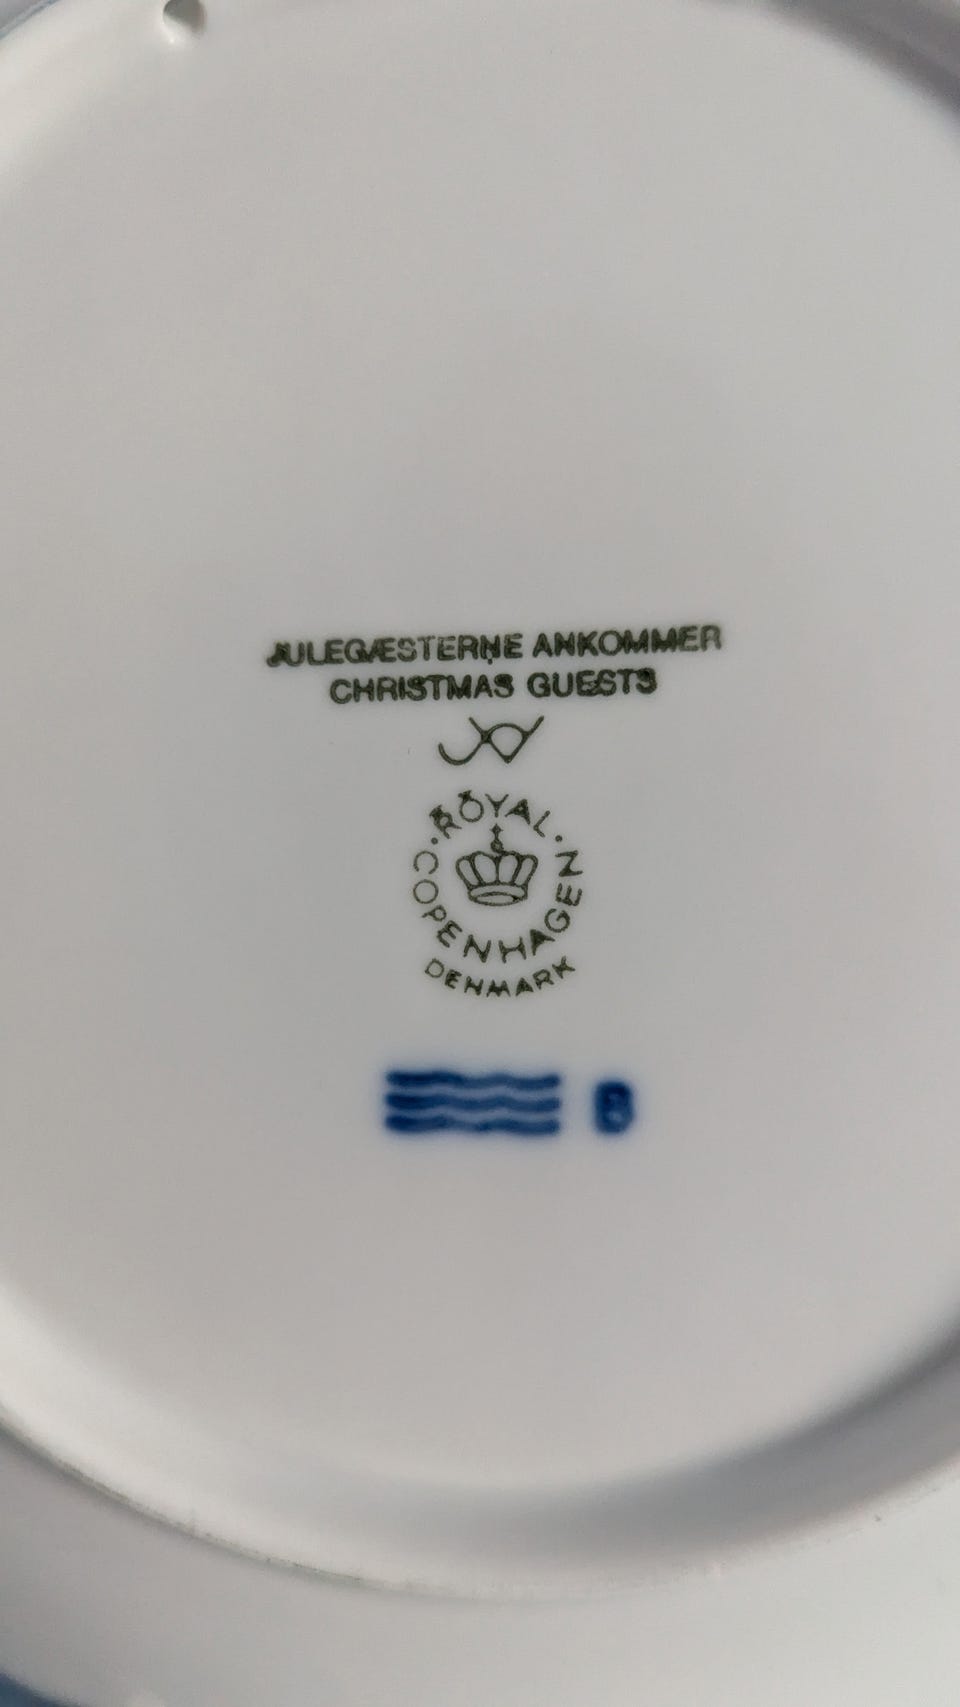 JULEGÆSTERNE ANKOMMER
CHRISTMAS GUESTS
ROYAL
COPENHAGEN
DENMARK
B